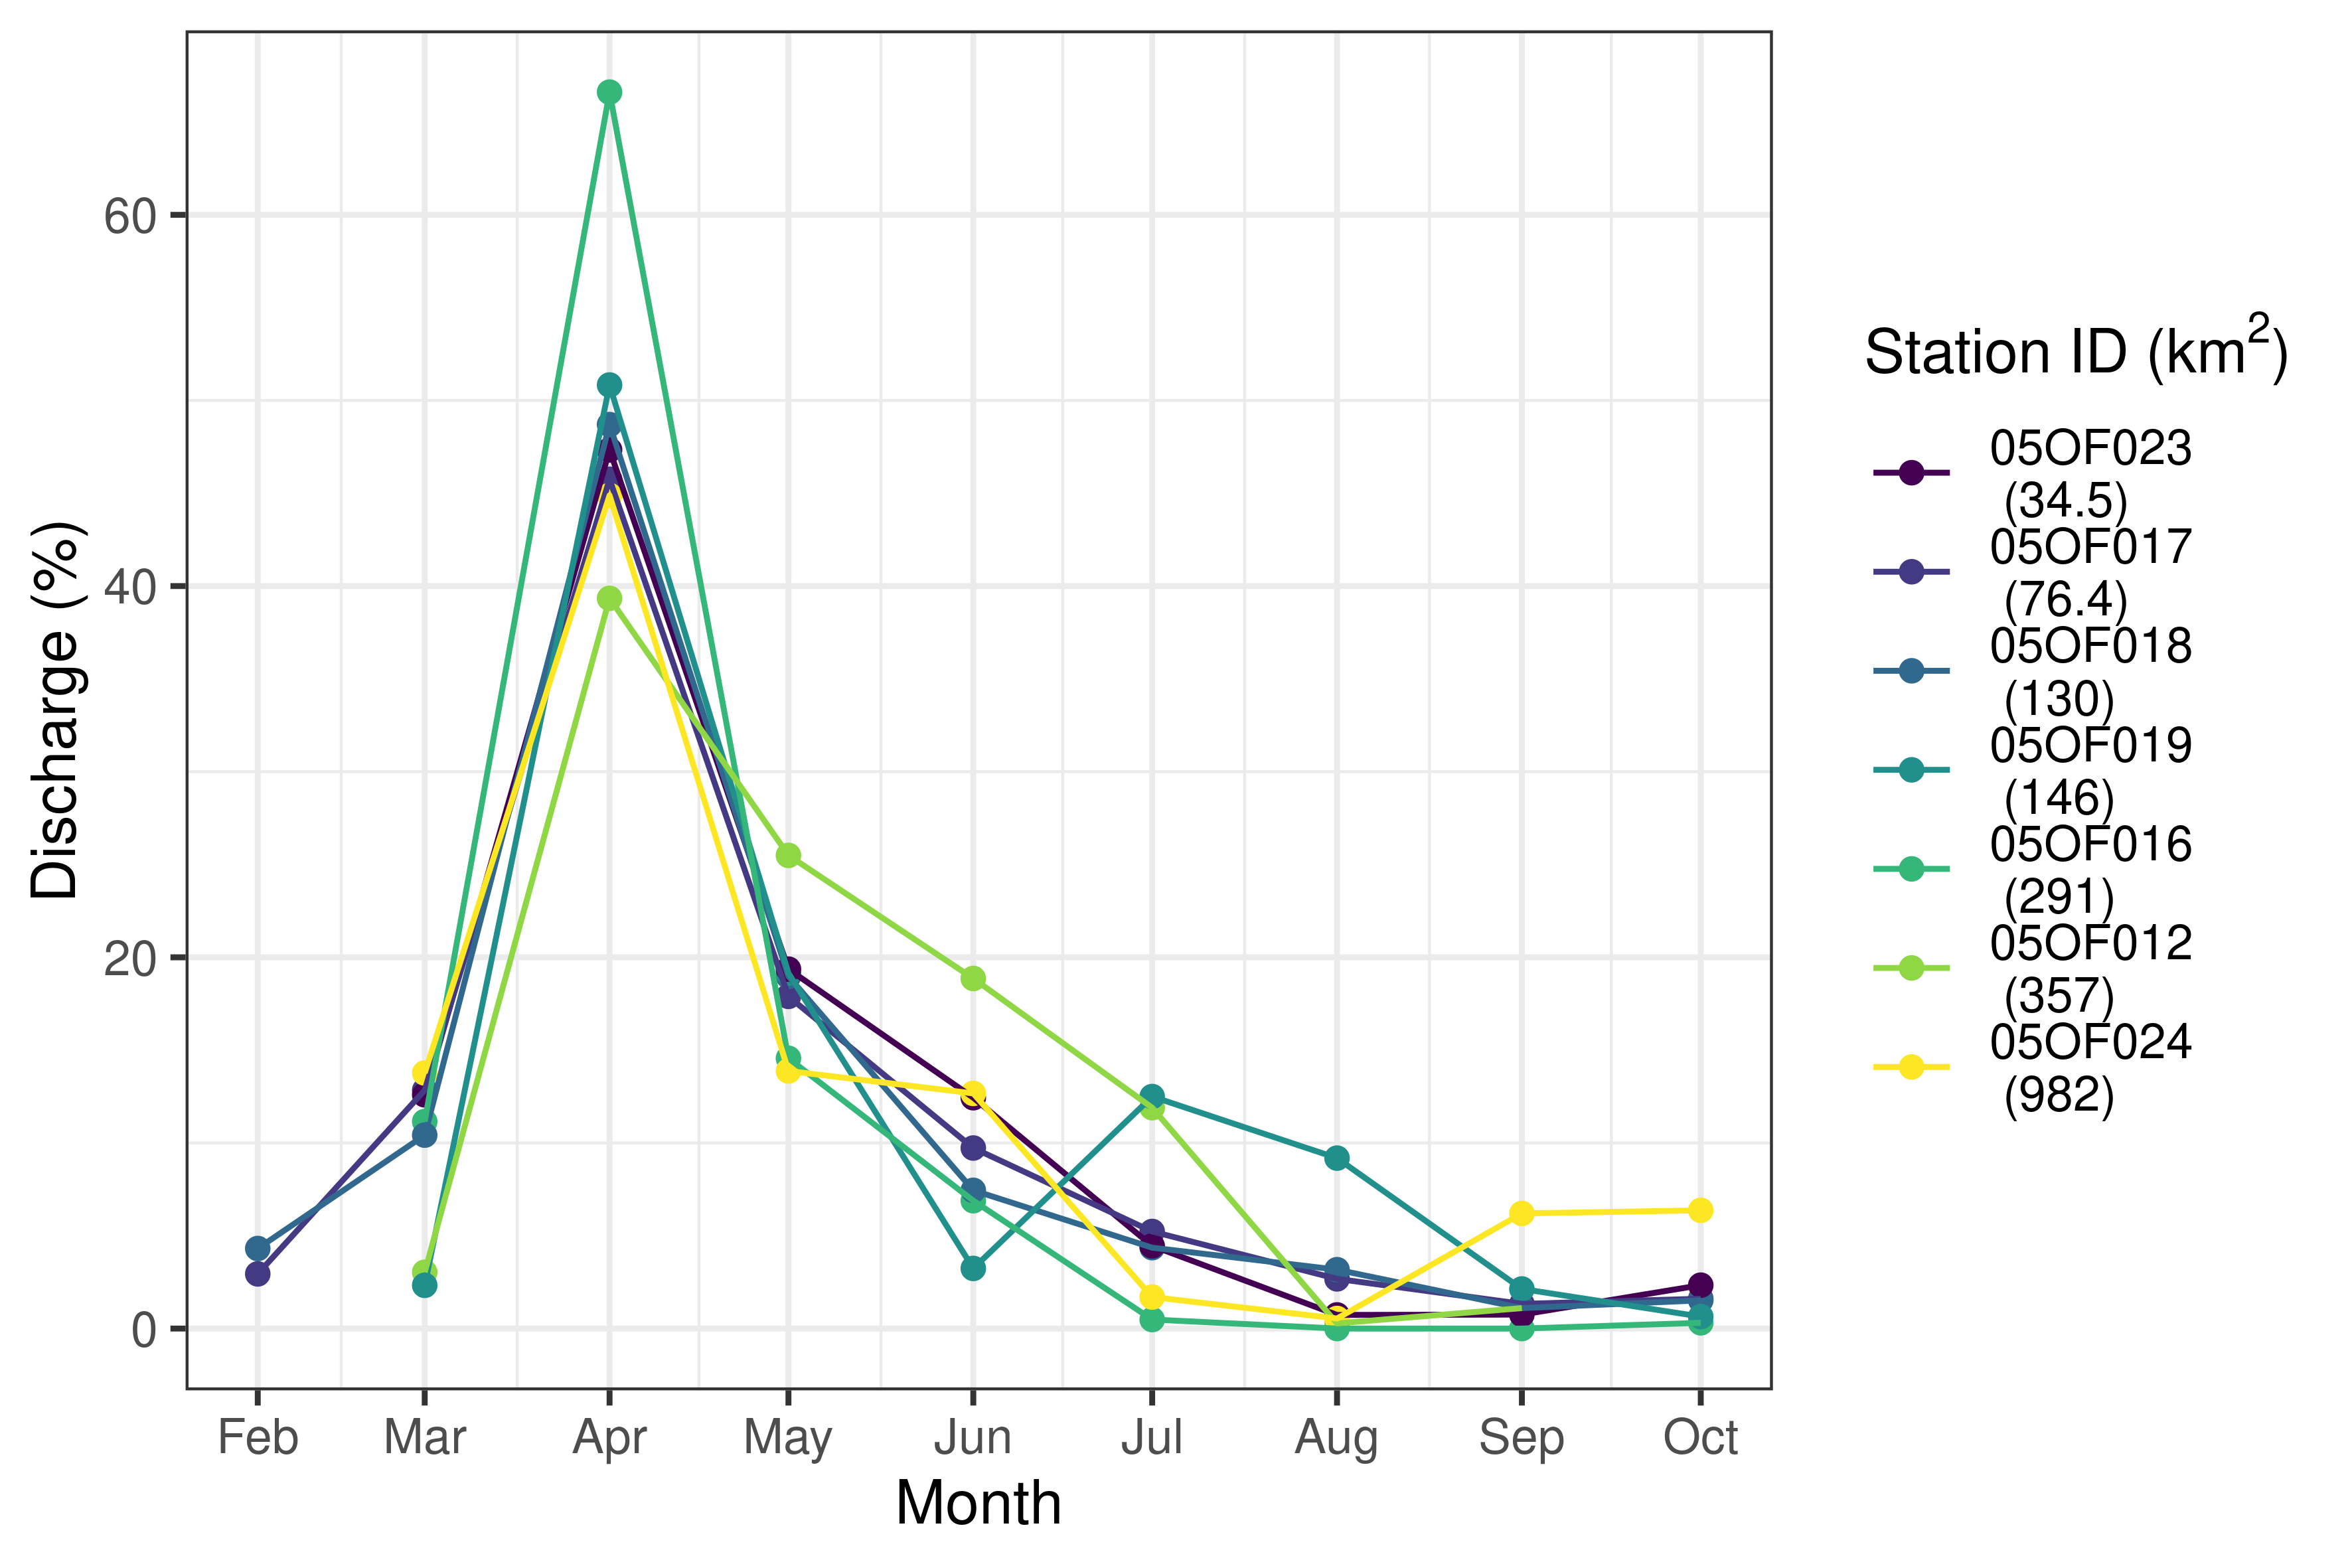 60
40
20
0
Discharge (%)
Feb Mar Apr May Jun Jul Aug Sep Oct
Month
Station ID (km²)
05OF023
(34.5)
05OF017
(76.4)
05OF018
(130)
05OF019
(146)
05OF016
(291)
05OF012
(357)
05OF024
(982)